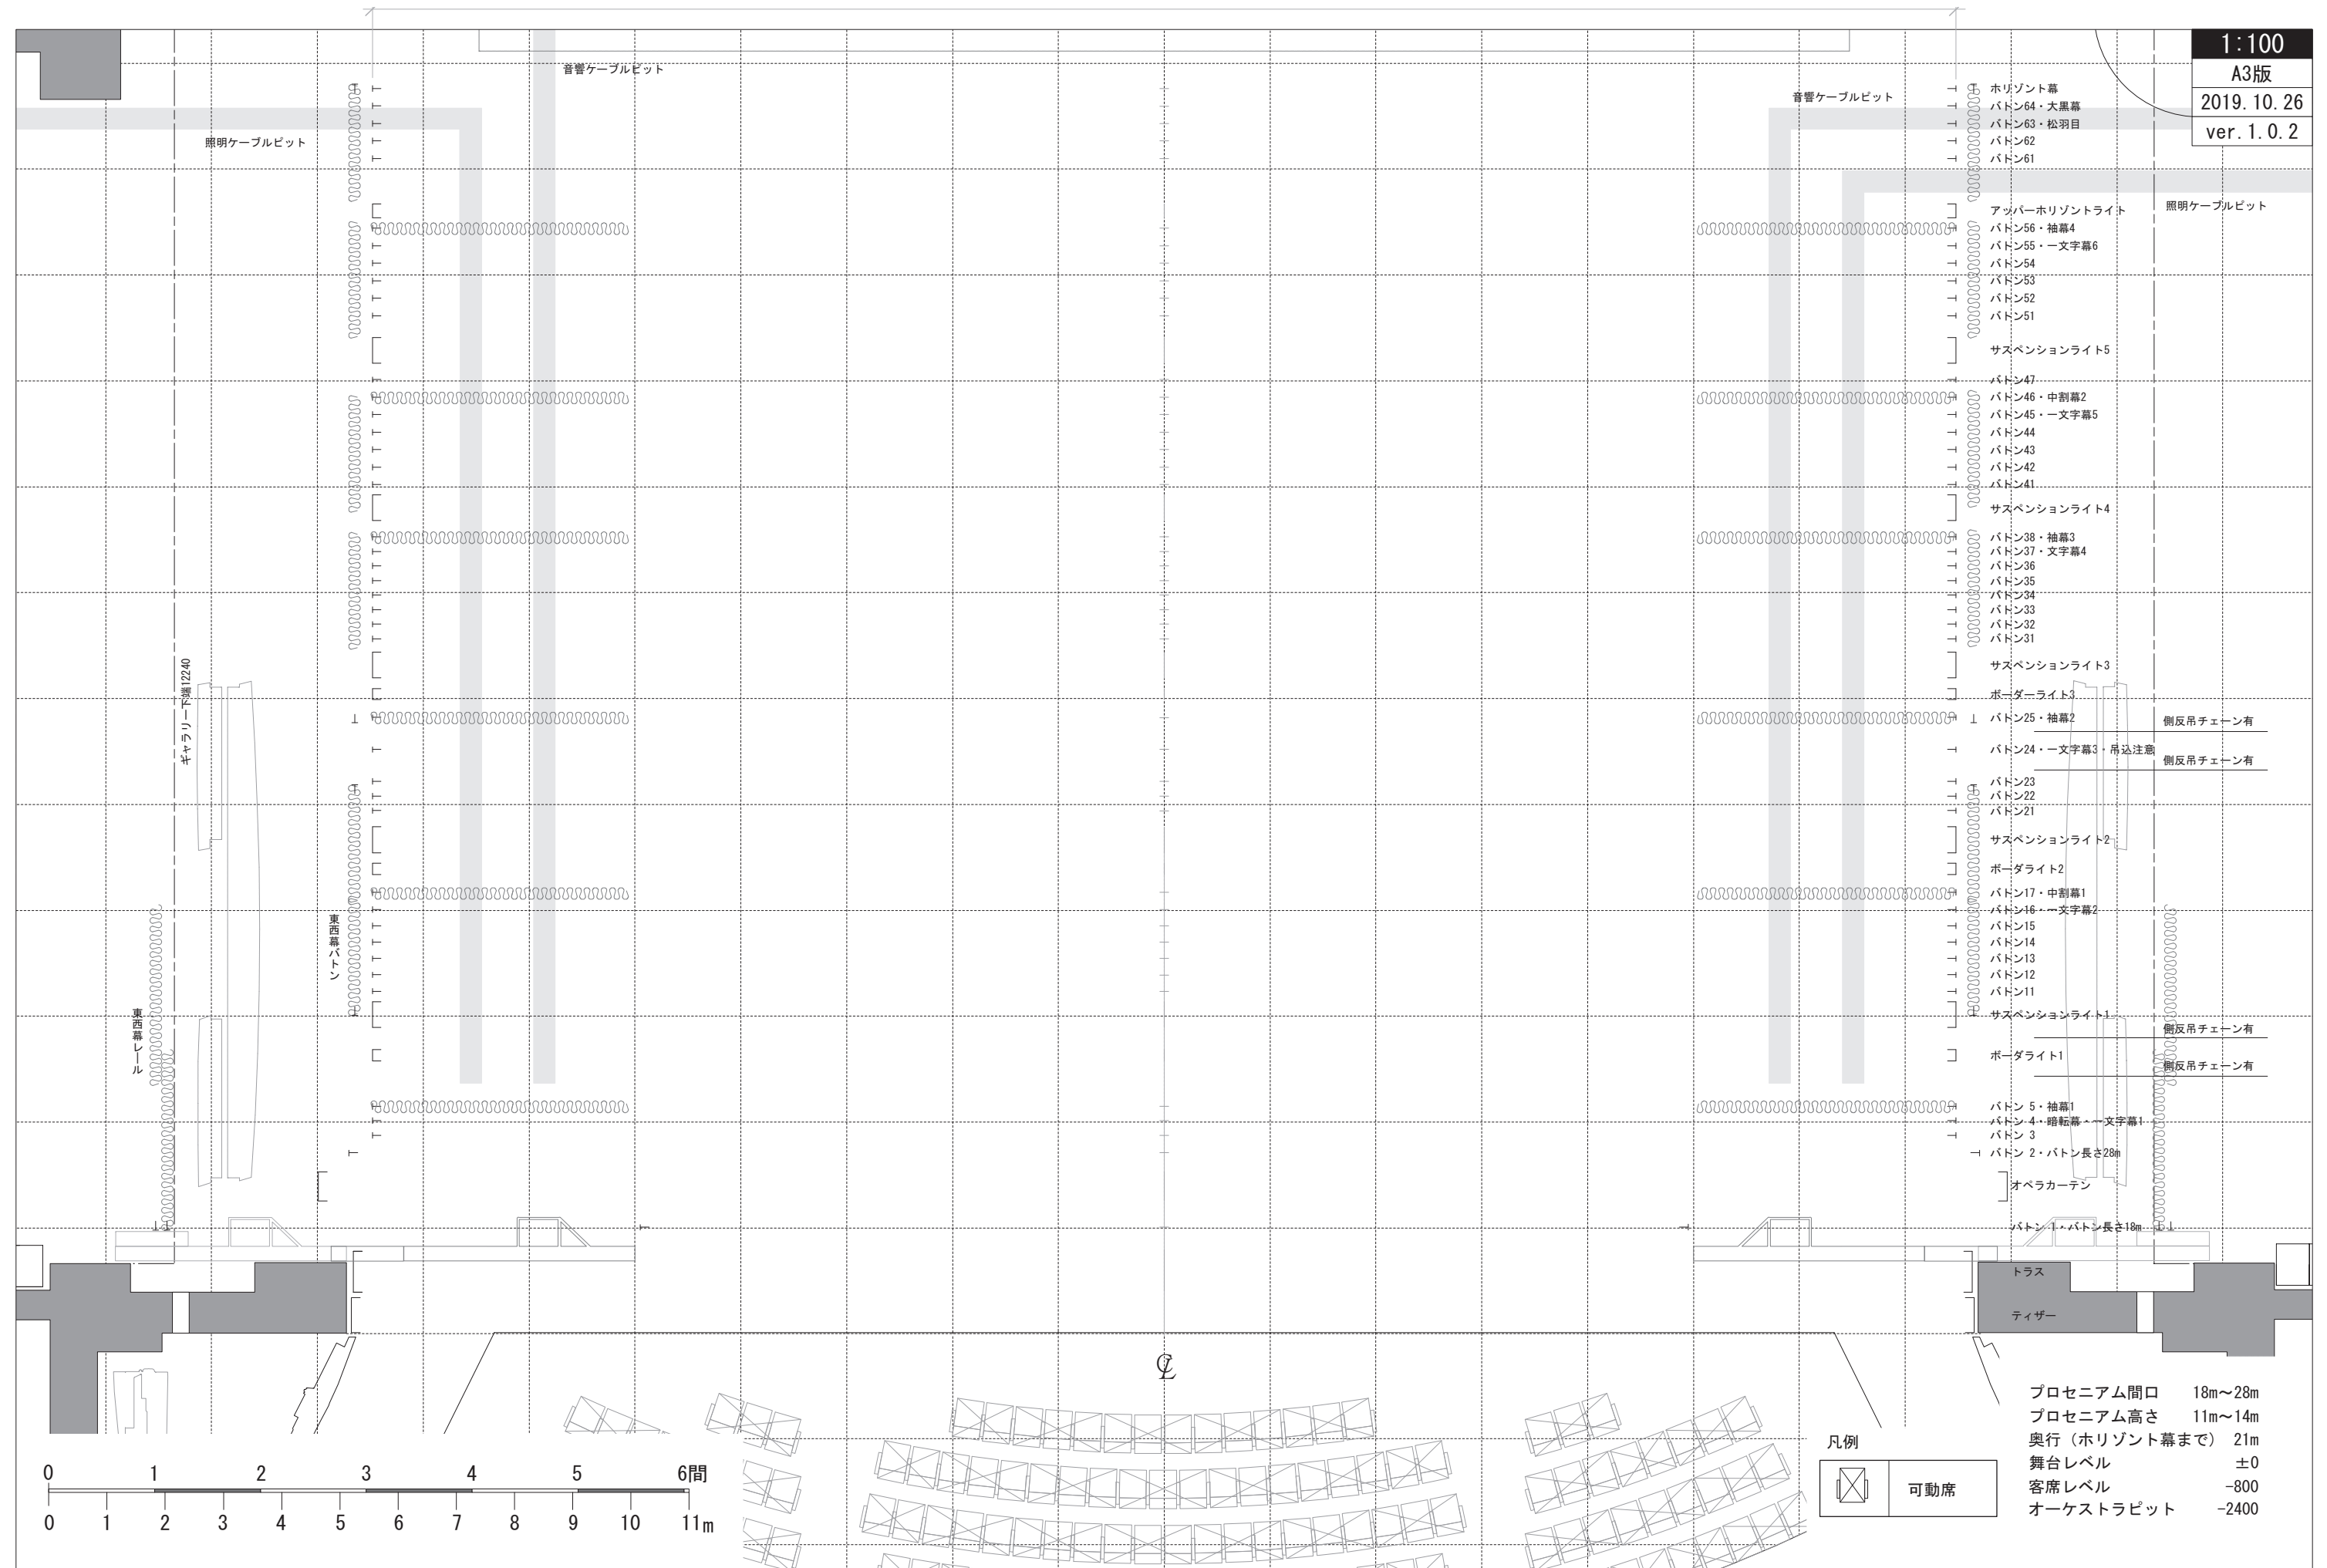 1:100
A3版
2019.10.26
ver.1.0.2
音響ケーブルピット
照明ケーブルピット
音響ケーブルピット
照明ケーブルピット
ホリゾント幕
バトン64・大黒幕
バトン63・松羽目
バトン62
バトン61
アッパーホリゾントライト
バトン56・袖幕4
バトン55・一文字幕6
バトン54
バトン53
バトン52
バトン51
サスペンションライト5
バトン47
バトン46・中割幕2
バトン45・一文字幕5
バトン44
バトン43
バトン42
バトン41
サスペンションライト4
バトン38・袖幕3
バトン37・文字幕4
バトン36
バトン35
バトン34
バトン33
バトン32
バトン31
サスペンションライト3
ボーダーライト3
バトン25・袖幕2
側反吊チェーン有
バトン24・一文字幕3・吊込注意
側反吊チェーン有
バトン23
バトン22
バトン21
サスペンションライト2
ボーダライト2
バトン17・中割幕1
バトン16・一文字幕2
バトン15
バトン14
バトン13
バトン12
バトン11
サスペンションライト1
側反吊チェーン有
ボーダライト1
側反吊チェーン有
バトン 5・袖幕1
バトン 4・暗転幕・一文字幕1
バトン 3
バトン 2・バトン長さ28m
オペラカーテン
バトン 1・バトン長さ18m
トラス
ティザー
ギャラリー下端12240
東西幕バトン
東西幕レール
℄
プロセニアム間口 18m～28m
プロセニアム高さ 11m～14m
奥行（ホリゾント幕まで） 21m
舞台レベル ±0
客席レベル -800
オーケストラピット -2400
凡例
可動席
0 1 2 3 4 5 6間
0 1 2 3 4 5 6 7 8 9 10 11m